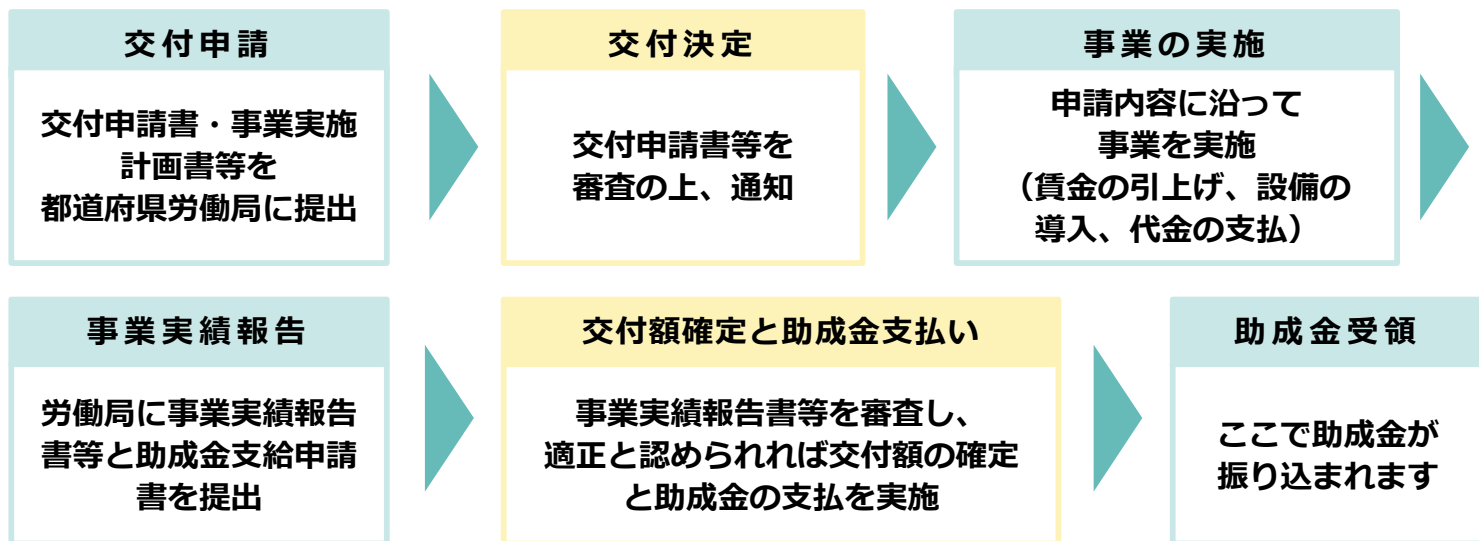 交付申請
交付申請書・事業実施
計画書等を
都道府県労働局に提出
交付決定
交付申請書等を
審査の上、通知
事業の実施
申請内容に沿って
事業を実施
（賃金の引上げ、設備の
導入、代金の支払）
事業実績報告
労働局に事業実績報告
書等と助成金支給申請
書を提出
交付額確定と助成金支払い
事業実績報告書等を審査し、
適正と認められれば交付額の確定
と助成金の支払を実施
助成金受領
ここで助成金が
振り込まれます